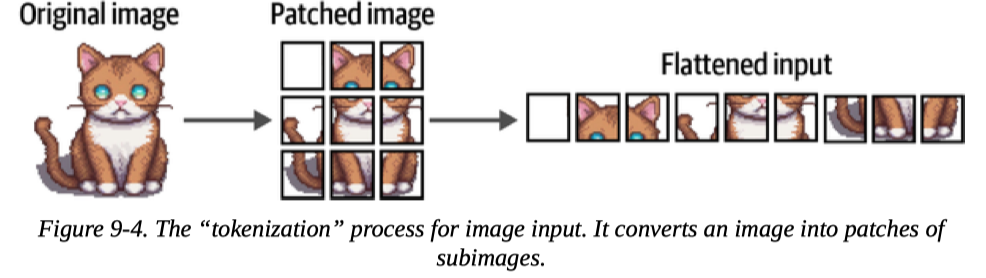 Original image
Patched image
Flattened input
Figure 9-4. The “tokenization” process for image input. It converts an image into patches of
subimages.